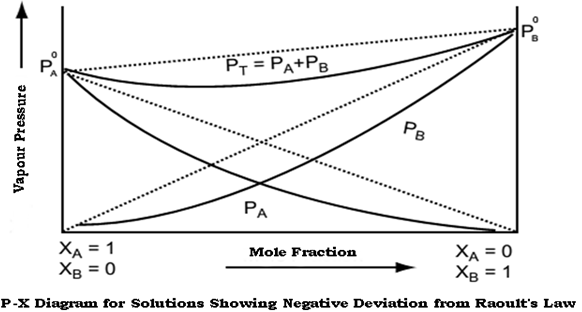 P_B^0
P_A^0
P_T = P_A+P_B
Vapour Pressure
P_B
P_A
X_A = 1
X_B = 0
Mole Fraction
X_A = 0
X_B = 1
P-X Diagram for Solutions Showing Negative Deviation from Raoult's Law